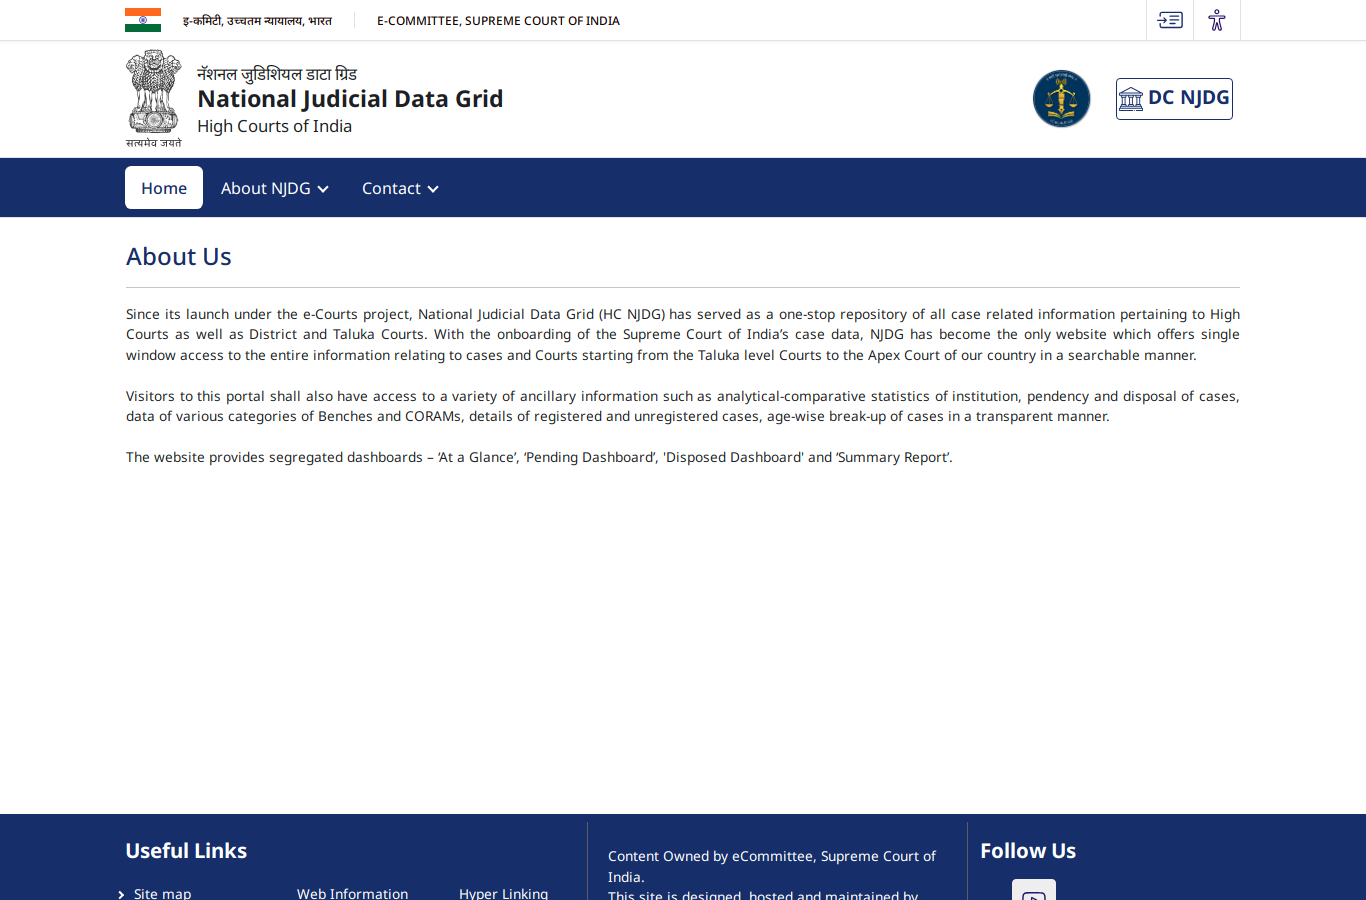 इ-कमिटी, उच्चतम न्यायालय, भारत
E-COMMITTEE, SUPREME COURT OF INDIA
नॅशनल जुडिशियल डाटा ग्रिड
National Judicial Data Grid
High Courts of India
सत्यमेव जयते
DC NJDG
Home
About NJDG
Contact
About Us
Since its launch under the e-Courts project, National Judicial Data Grid (HC NJDG) has served as a one-stop repository of all case related information pertaining to High
Courts as well as District and Taluka Courts. With the onboarding of the Supreme Court of India’s case data, NJDG has become the only website which offers single
window access to the entire information relating to cases and Courts starting from the Taluka level Courts to the Apex Court of our country in a searchable manner.
Visitors to this portal shall also have access to a variety of ancillary information such as analytical-comparative statistics of institution, pendency and disposal of cases,
data of various categories of Benches and CORAMs, details of registered and unregistered cases, age-wise break-up of cases in a transparent manner.
The website provides segregated dashboards – ‘At a Glance’, ‘Pending Dashboard’, 'Disposed Dashboard' and ‘Summary Report’.
Useful Links
Site map
Web Information
Hyper Linking
Content Owned by eCommittee, Supreme Court of
India.
This site is designed, hosted and maintained by
Follow Us